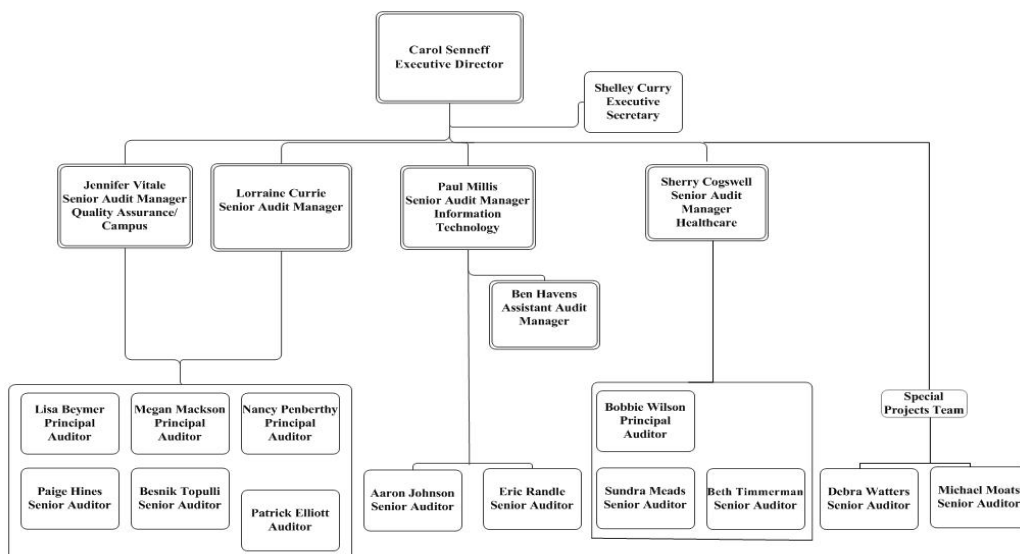 Carol Senneff
Executive Director
Shelley Curry
Executive
Secretary
Jennifer Vitale
Senior Audit Manager
Quality Assurance/
Campus
Lorraine Currie
Senior Audit Manager
Paul Millis
Senior Audit Manager
Information
Technology
Sherry Cogswell
Senior Audit
Manager
Healthcare
Ben Havens
Assistant Audit
Manager
Special
Projects Team
Lisa Beymer
Principal
Auditor
Megan Mackson
Principal
Auditor
Nancy Penberthy
Principal
Auditor
Bobbie Wilson
Principal
Auditor
Paige Hines
Senior Auditor
Besnik Topulli
Senior Auditor
Patrick Elliott
Auditor
Aaron Johnson
Senior Auditor
Eric Randle
Senior Auditor
Sundra Meads
Senior Auditor
Beth Timmerman
Senior Auditor
Debra Watters
Senior Auditor
Michael Moats
Senior Auditor